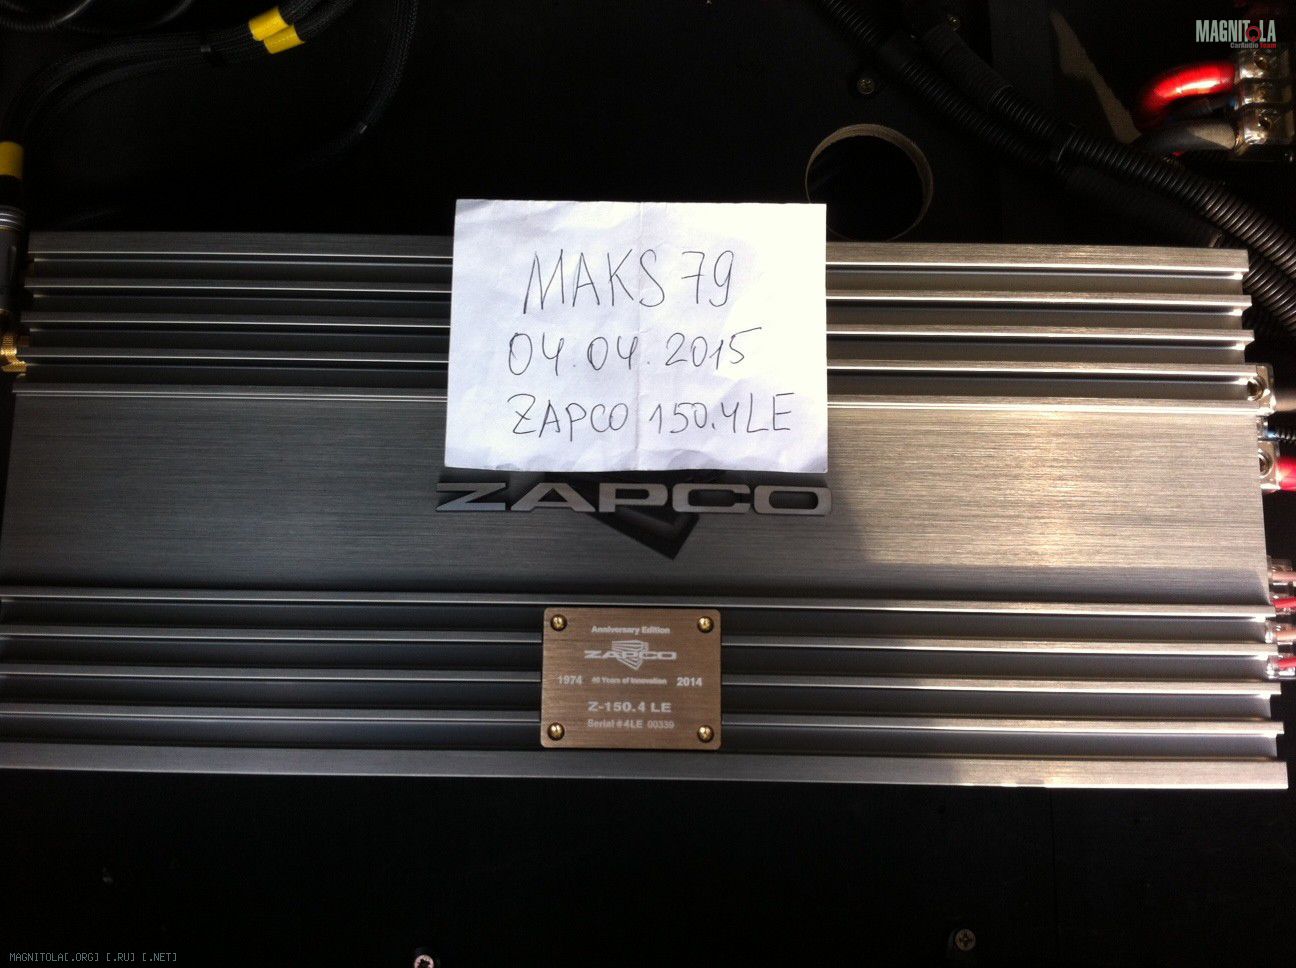 MAGNITOLA
CarAudio Team
MAKS 79
04.04.2015
ZAPCO 150.4LE
ZAPCO
Anniversary Edition
ZAPCO
1974 40 Years of Innovation 2014
Z-150.4 LE
Serial # 4LE 00339
MAGNITOLA[.ORG] [.RU] [.NET]